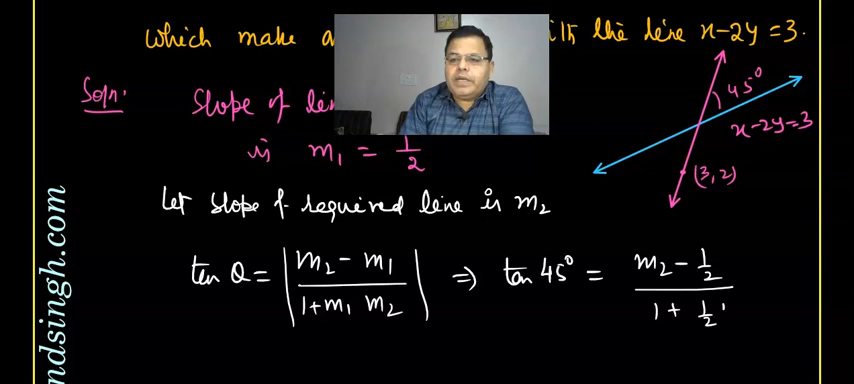 which make a ith the line x-2y=3.
Soln: Slope of lin
is m₁ = 1/2
45°
x-2y=3
(3,2)
Let slope of required line is m₂
tan θ = |(m₂ - m₁)/(1+m₁ m₂)| ⇒ tan 45° = (m₂ - 1/2)/(1 + 1/2
ndsingh.com